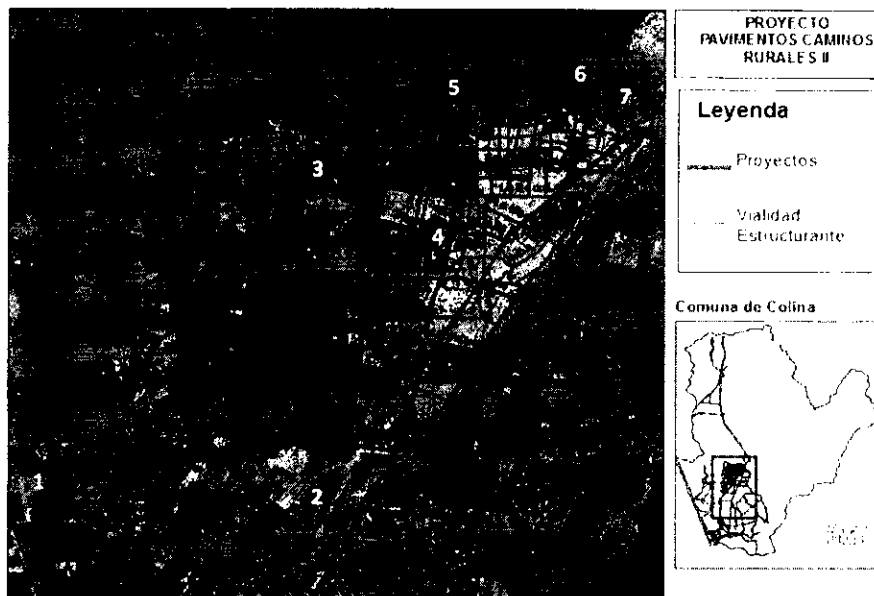 PROYECTO
PAVIMENTOS CAMINOS
RURALES II
Leyenda
Proyectos
Vialidad
Estructurante
Comuna de Colina
5
6
7
3
4
1
2